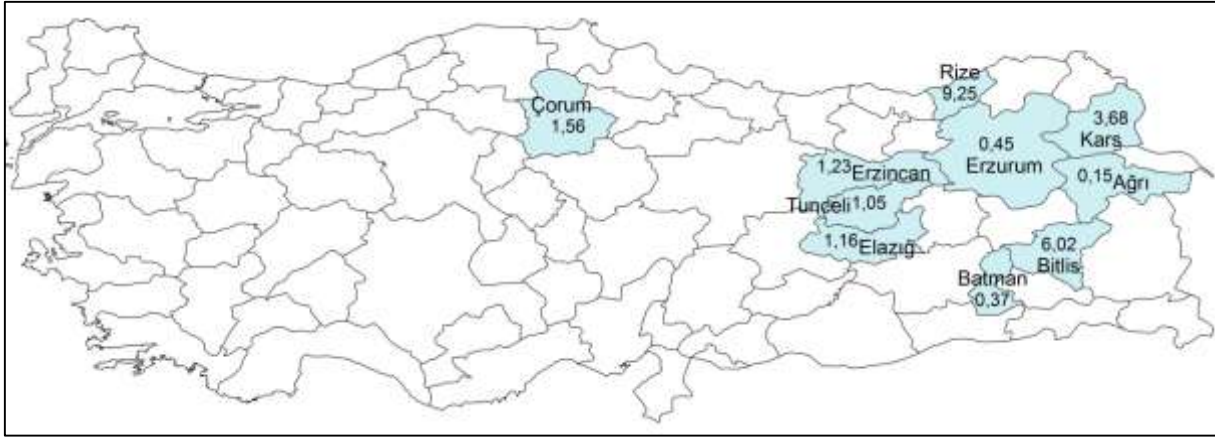 Rize
9,25
Çorum
1,56
3,68
Kars
0,45
Erzurum
1,23 Erzincan
0,15 Ağrı
Tunçeli 1,05
1,16 Elazığ
6,02
Bitlis
Batman
0,37